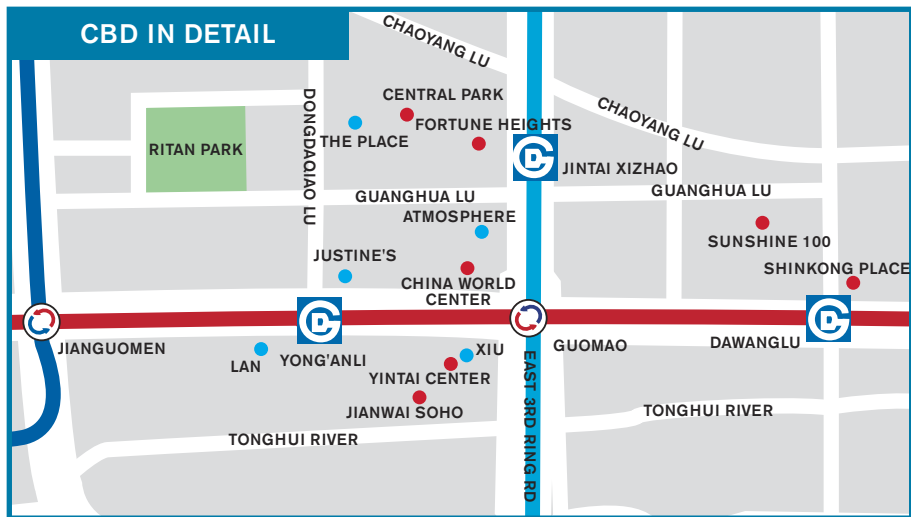 CBD IN DETAIL
CHAOYANG LU
CENTRAL PARK
CHAOYANG LU
FORTUNE HEIGHTS
THE PLACE
DONGDAQIAO LU
RITAN PARK
JINTAI XIZHAO
GUANGHUA LU
GUANGHUA LU
ATMOSPHERE
SUNSHINE 100
JUSTINE'S
SHINKONG PLACE
CHINA WORLD
CENTER
JIANGUOMEN
LAN
YONG'ANLI
XIU
GUOMAO
DAWANGLU
YINTAI CENTER
JIANWAI SOHO
EAST 3RD RING RD
TONGHUI RIVER
TONGHUI RIVER